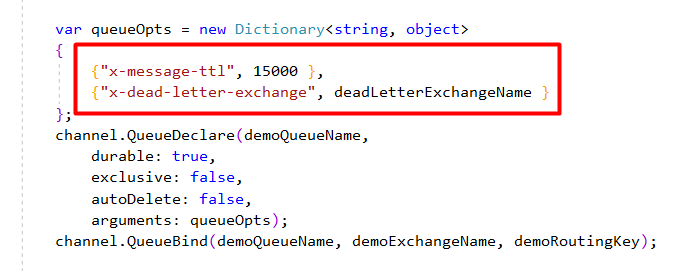 var queueOpts = new Dictionary<string, object>
{
{"x-message-ttl", 15000 },
{"x-dead-letter-exchange", deadLetterExchangeName }
};
channel.QueueDeclare(demoQueueName,
durable: true,
exclusive: false,
autoDelete: false,
arguments: queueOpts);
channel.QueueBind(demoQueueName, demoExchangeName, demoRoutingKey);